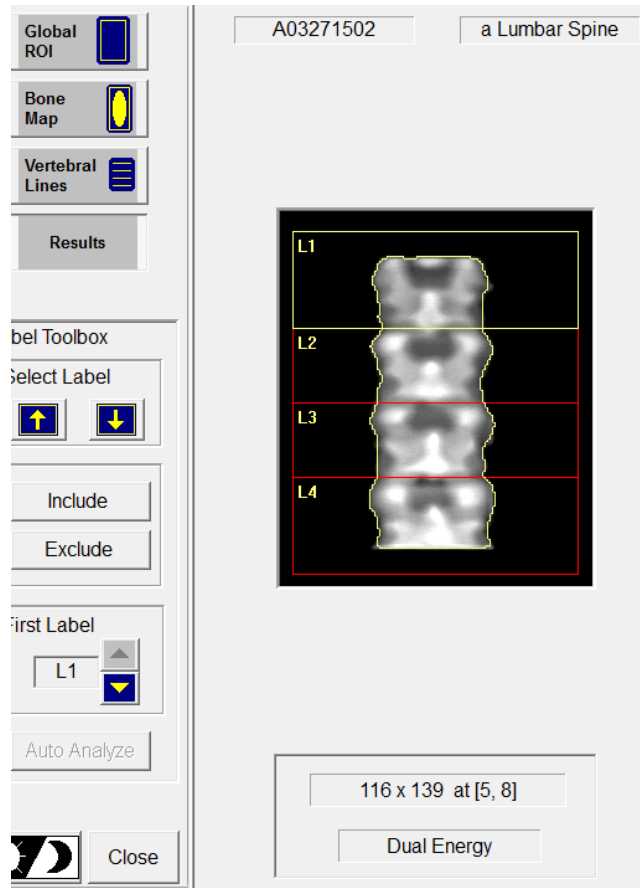 Global
ROI
A03271502
a Lumbar Spine
Bone
Map
Vertebral
Lines
Results
L1
L2
L3
L4
bel Toolbox
Select Label
Include
Exclude
First Label
L1
Auto Analyze
116 x 139 at [5, 8]
Dual Energy
Close